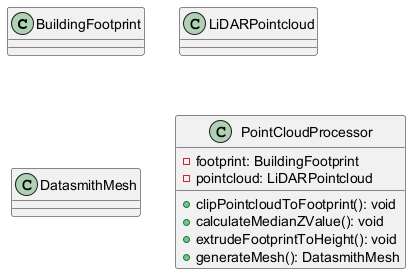 C BuildingFootprint
C LiDARPointcloud
C DatasmithMesh
C PointCloudProcessor
footprint: BuildingFootprint
pointcloud: LiDARPointcloud
clipPointcloudToFootprint(): void
calculateMedianZValue(): void
extrudeFootprintToHeight(): void
generateMesh(): DatasmithMesh